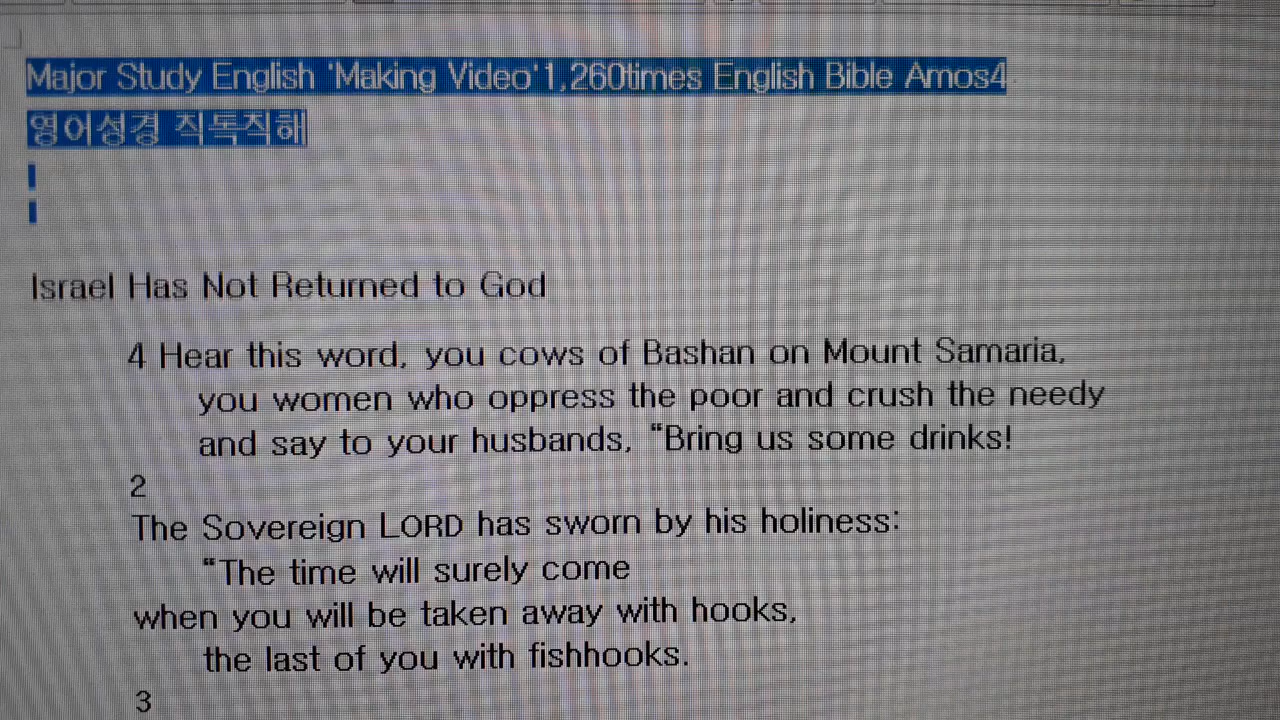 Major Study English 'Making Video'1,260times English Bible Amos4
영어성경 직독직해
Israel Has Not Returned to God
4 Hear this word, you cows of Bashan on Mount Samaria,
you women who oppress the poor and crush the needy
and say to your husbands, “Bring us some drinks!
2
The Sovereign LORD has sworn by his holiness:
“The time will surely come
when you will be taken away with hooks,
the last of you with fishhooks.
3